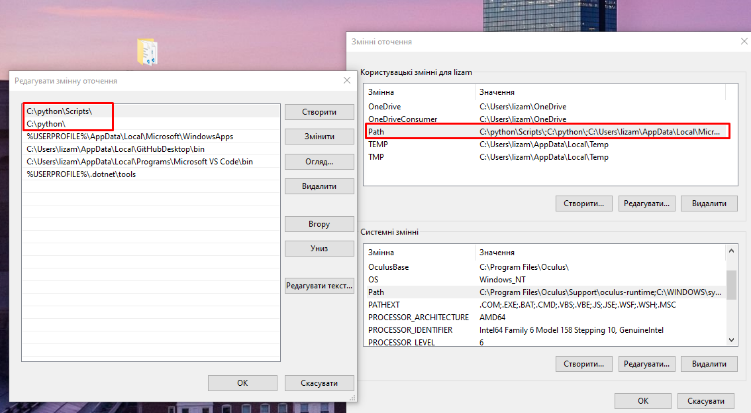 Змінні оточення
Редагувати змінну оточення
C:\python\Scripts\
C:\python\
%USERPROFILE%\AppData\Local\Microsoft\WindowsApps
C:\Users\lizam\AppData\Local\GitHubDesktop\bin
C:\Users\lizam\AppData\Local\Programs\Microsoft VS Code\bin
%USERPROFILE%\.dotnet\tools
Створити
Змінити
Огляд...
Видалити
Вгору
Униз
Редагувати текст...
OK
Скасувати
Користувацькі змінні для lizam
Змінна Значення
OneDrive C:\Users\lizam\OneDrive
OneDriveConsumer C:\Users\lizam\OneDrive
Path C:\python\Scripts\;C:\python\;C:\Users\lizam\AppData\Local\Micr...
TEMP C:\Users\lizam\AppData\Local\Temp
TMP C:\Users\lizam\AppData\Local\Temp
Створити... Редагувати... Видалити
Системні змінні
Змінна Значення
OculusBase C:\Program Files\Oculus\
OS Windows_NT
Path C:\Program Files\Oculus\Support\oculus-runtime;C:\WINDOWS\sy...
PATHEXT .COM;.EXE;.BAT;.CMD;.VBS;.VBE;.JS;.JSE;.WSF;.WSH;.MSC
PROCESSOR_ARCHITECTURE AMD64
PROCESSOR_IDENTIFIER Intel64 Family 6 Model 158 Stepping 10, GenuineIntel
PROCESSOR_LEVEL 6
Створити... Редагувати... Видалити
OK Скасувати